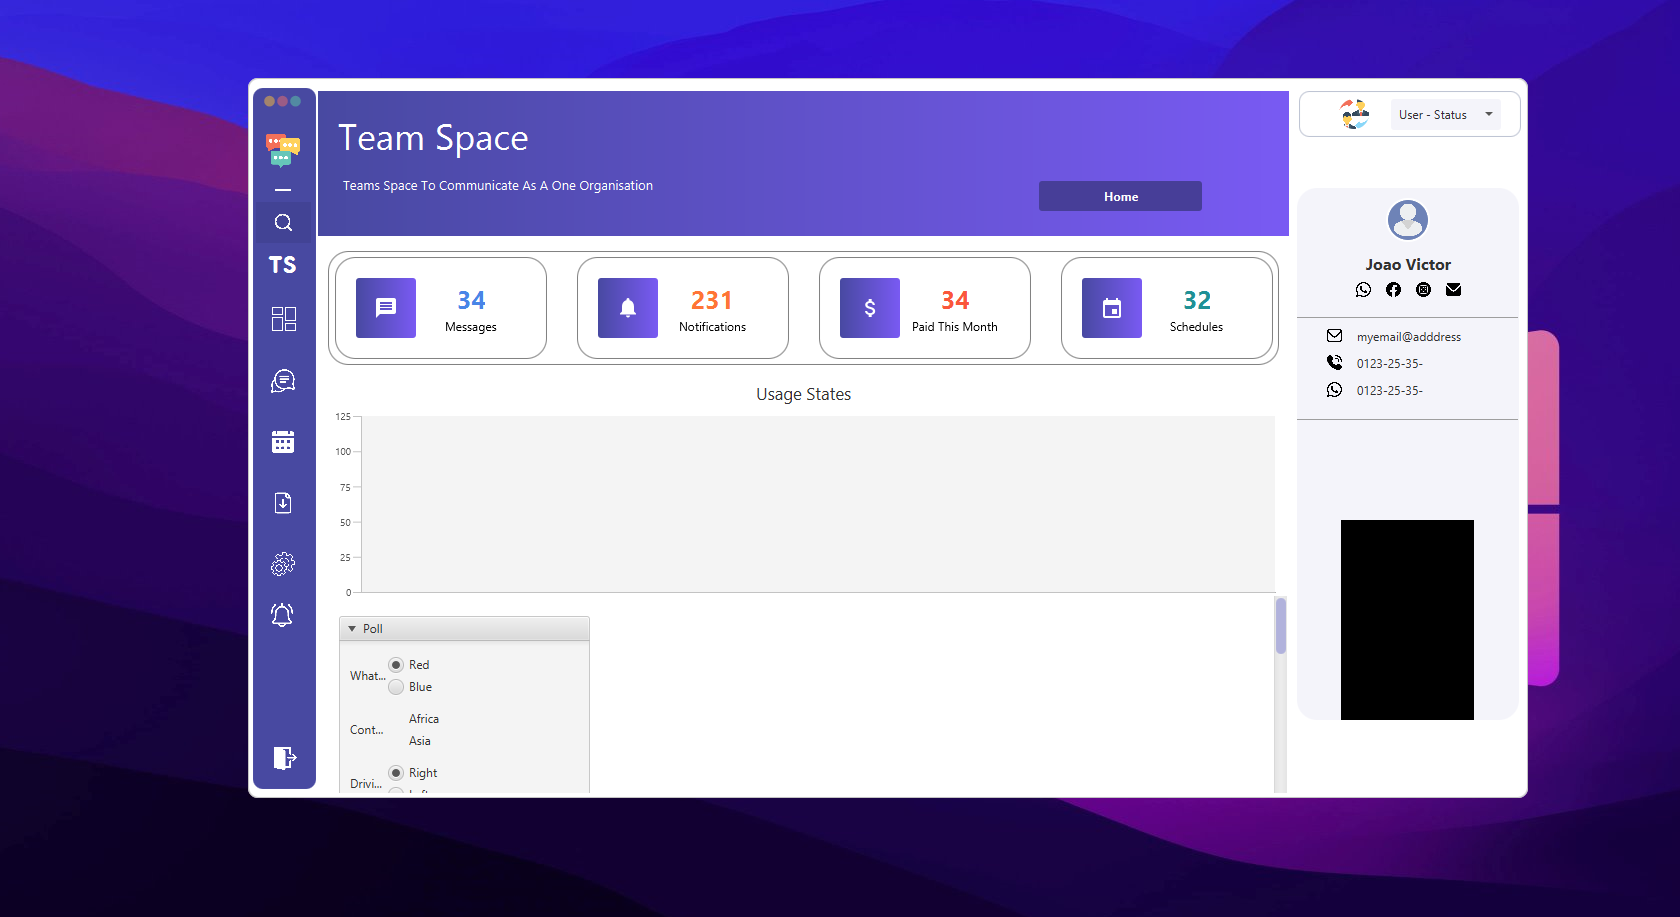 Team Space
Teams Space To Communicate As A One Organisation
Home
User - Status
TS
34
Messages
231
Notifications
34
Paid This Month
32
Schedules
Joao Victor
myemail@adddress
0123-25-35-
0123-25-35-
Usage States
125
100
75
50
25
0
Poll
What...
Red
Blue
Cont...
Africa
Asia
Drivi...
Right